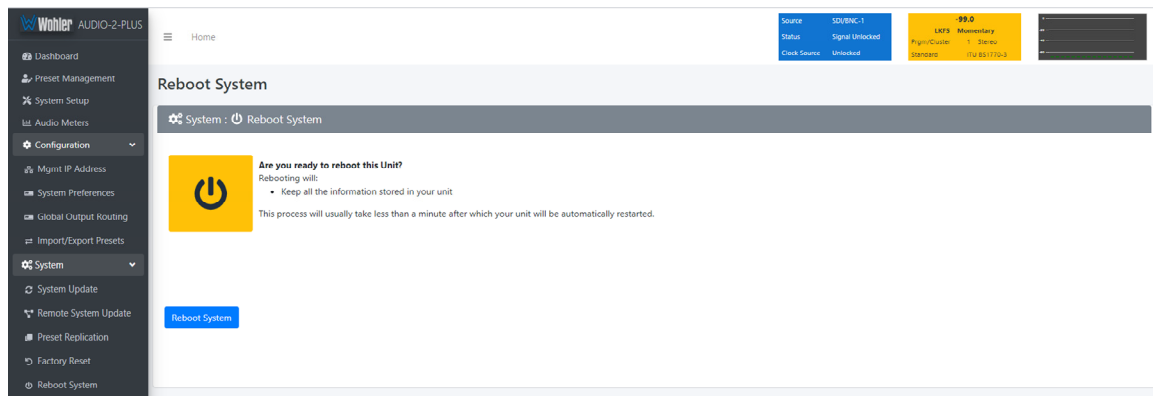 Wohler AUDIO-2-PLUS
Dashboard
Preset Management
System Setup
Audio Meters
Configuration
Mgmt IP Address
System Preferences
Global Output Routing
Import/Export Presets
System
System Update
Remote System Update
Preset Replication
Factory Reset
Reboot System
Home
Source SDI/BNC-1
Status Signal Unlocked
Clock Source Unlocked
-99.0
LKFS Momentary
Prgm/Cluster 1 Stereo
Standard ITU BS1770-3
Reboot System
System : Reboot System
Are you ready to reboot this Unit?
Rebooting will:
• Keep all the information stored in your unit
This process will usually take less than a minute after which your unit will be automatically restarted.
Reboot System